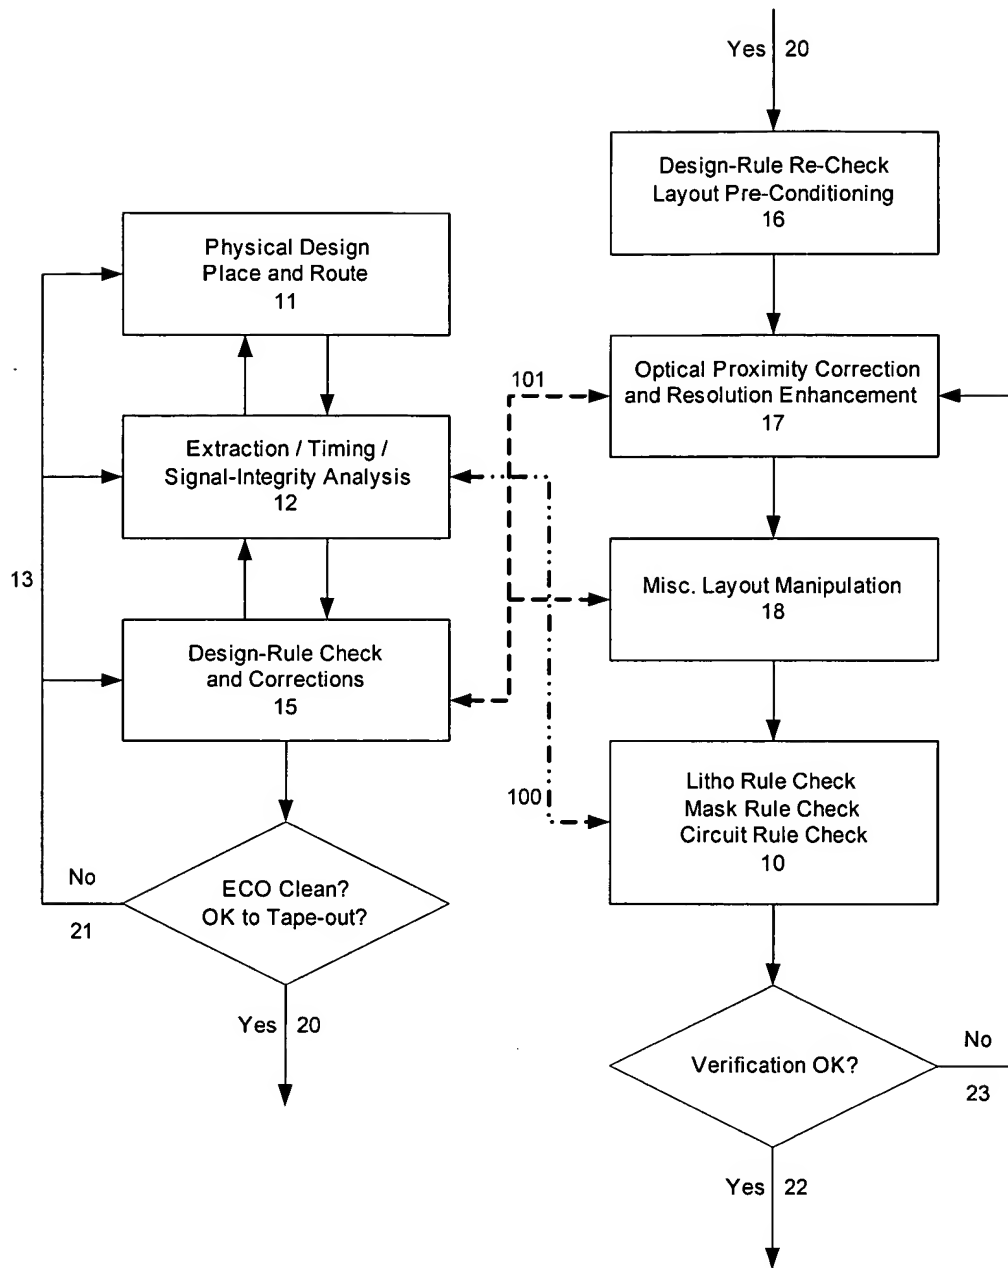 Physical Design
Place and Route
11
Extraction / Timing /
Signal-Integrity Analysis
12
13
Design-Rule Check
and Corrections
15
No
21
ECO Clean?
OK to Tape-out?
Yes 20
101
100
Yes 20
Design-Rule Re-Check
Layout Pre-Conditioning
16
Optical Proximity Correction
and Resolution Enhancement
17
Misc. Layout Manipulation
18
Litho Rule Check
Mask Rule Check
Circuit Rule Check
10
Verification OK?
No
23
Yes 22